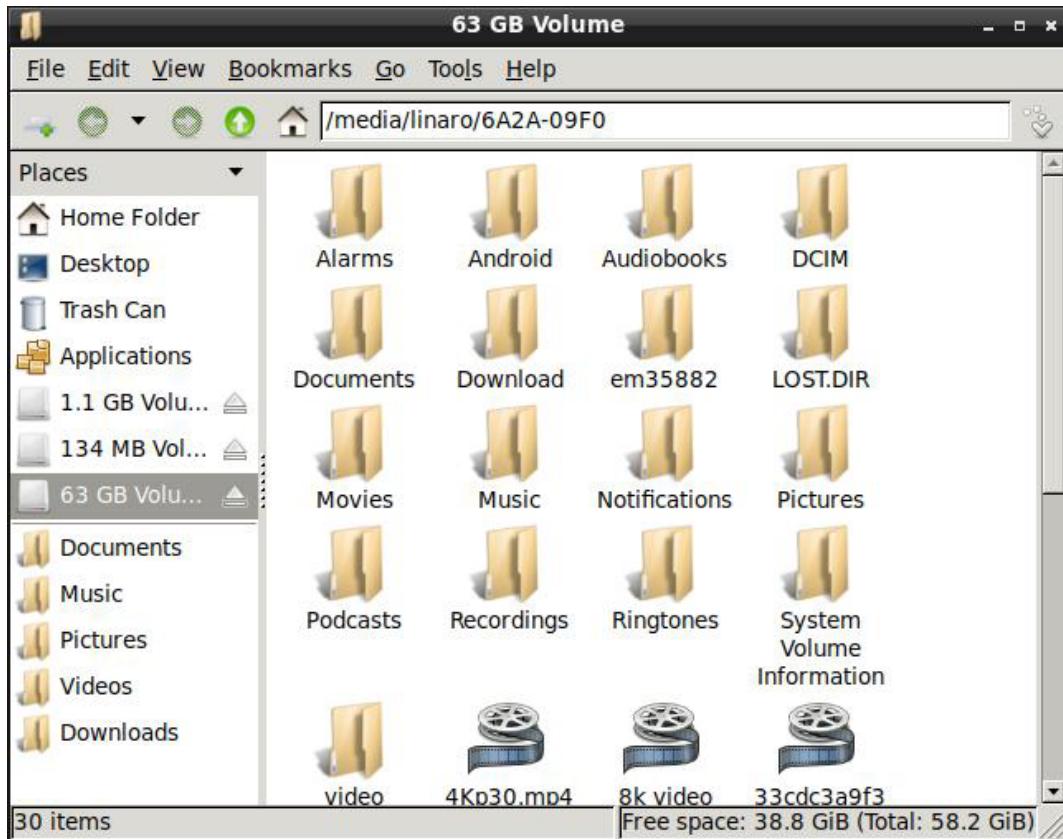 63 GB Volume
File Edit View Bookmarks Go Tools Help
/media/linaro/6A2A-09F0
Places
Home Folder
Desktop
Trash Can
Applications
1.1 GB Volu...
134 MB Vol...
63 GB Volu...
Documents
Music
Pictures
Videos
Downloads
Alarms Android Audiobooks DCIM
Documents Download em35882 LOST.DIR
Movies Music Notifications Pictures
Podcasts Recordings Ringtones System
Volume
Information
video 4Kp30.mp4 8k video 33cdc3a9f3
30 items Free space: 38.8 GiB (Total: 58.2 GiB)